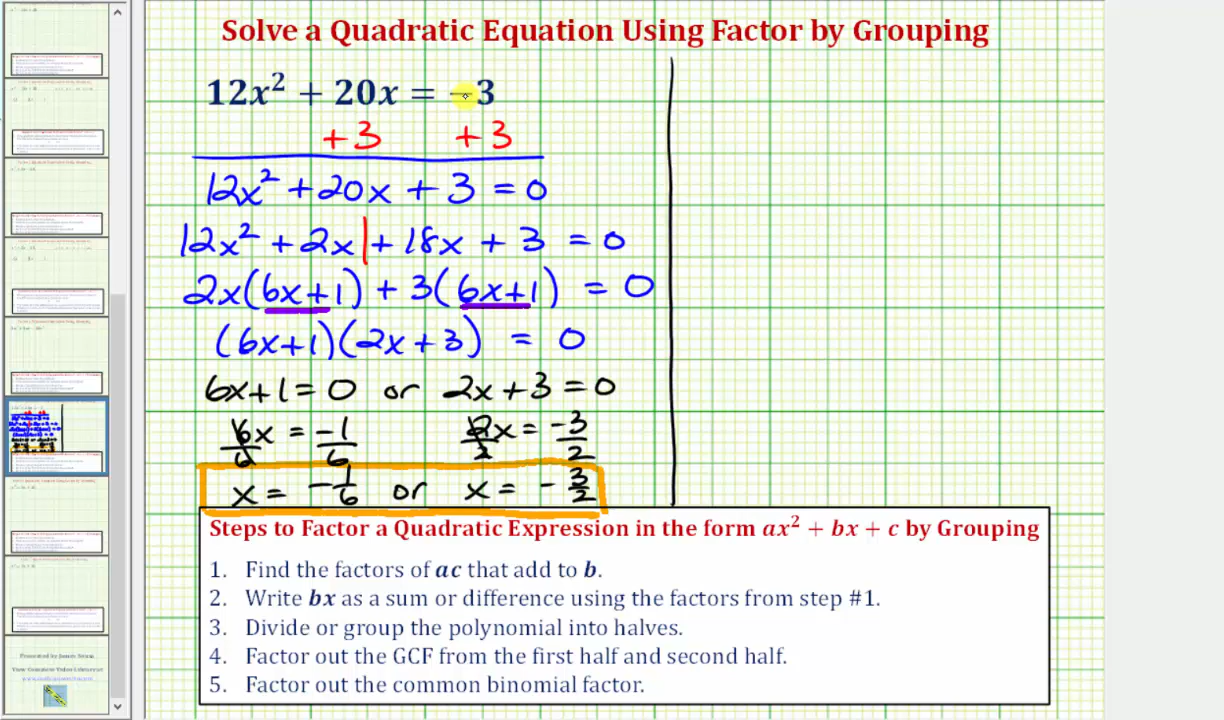 Solve a Quadratic Equation Using Factor by Grouping
12x² + 20x = −3
+3 +3
12x² + 20x + 3 = 0
12x² + 2x | + 18x + 3 = 0
2x(6x+1) + 3(6x+1) = 0
(6x+1)(2x+3) = 0
6x+1 = 0 or 2x+3 = 0
6x/6 = -1/6 2x/2 = -3/2
x = -1/6 or x = -3/2
Steps to Factor a Quadratic Expression in the form ax² + bx + c by Grouping
1. Find the factors of ac that add to b.
2. Write bx as a sum or difference using the factors from step #1.
3. Divide or group the polynomial into halves.
4. Factor out the GCF from the first half and second half.
5. Factor out the common binomial factor.